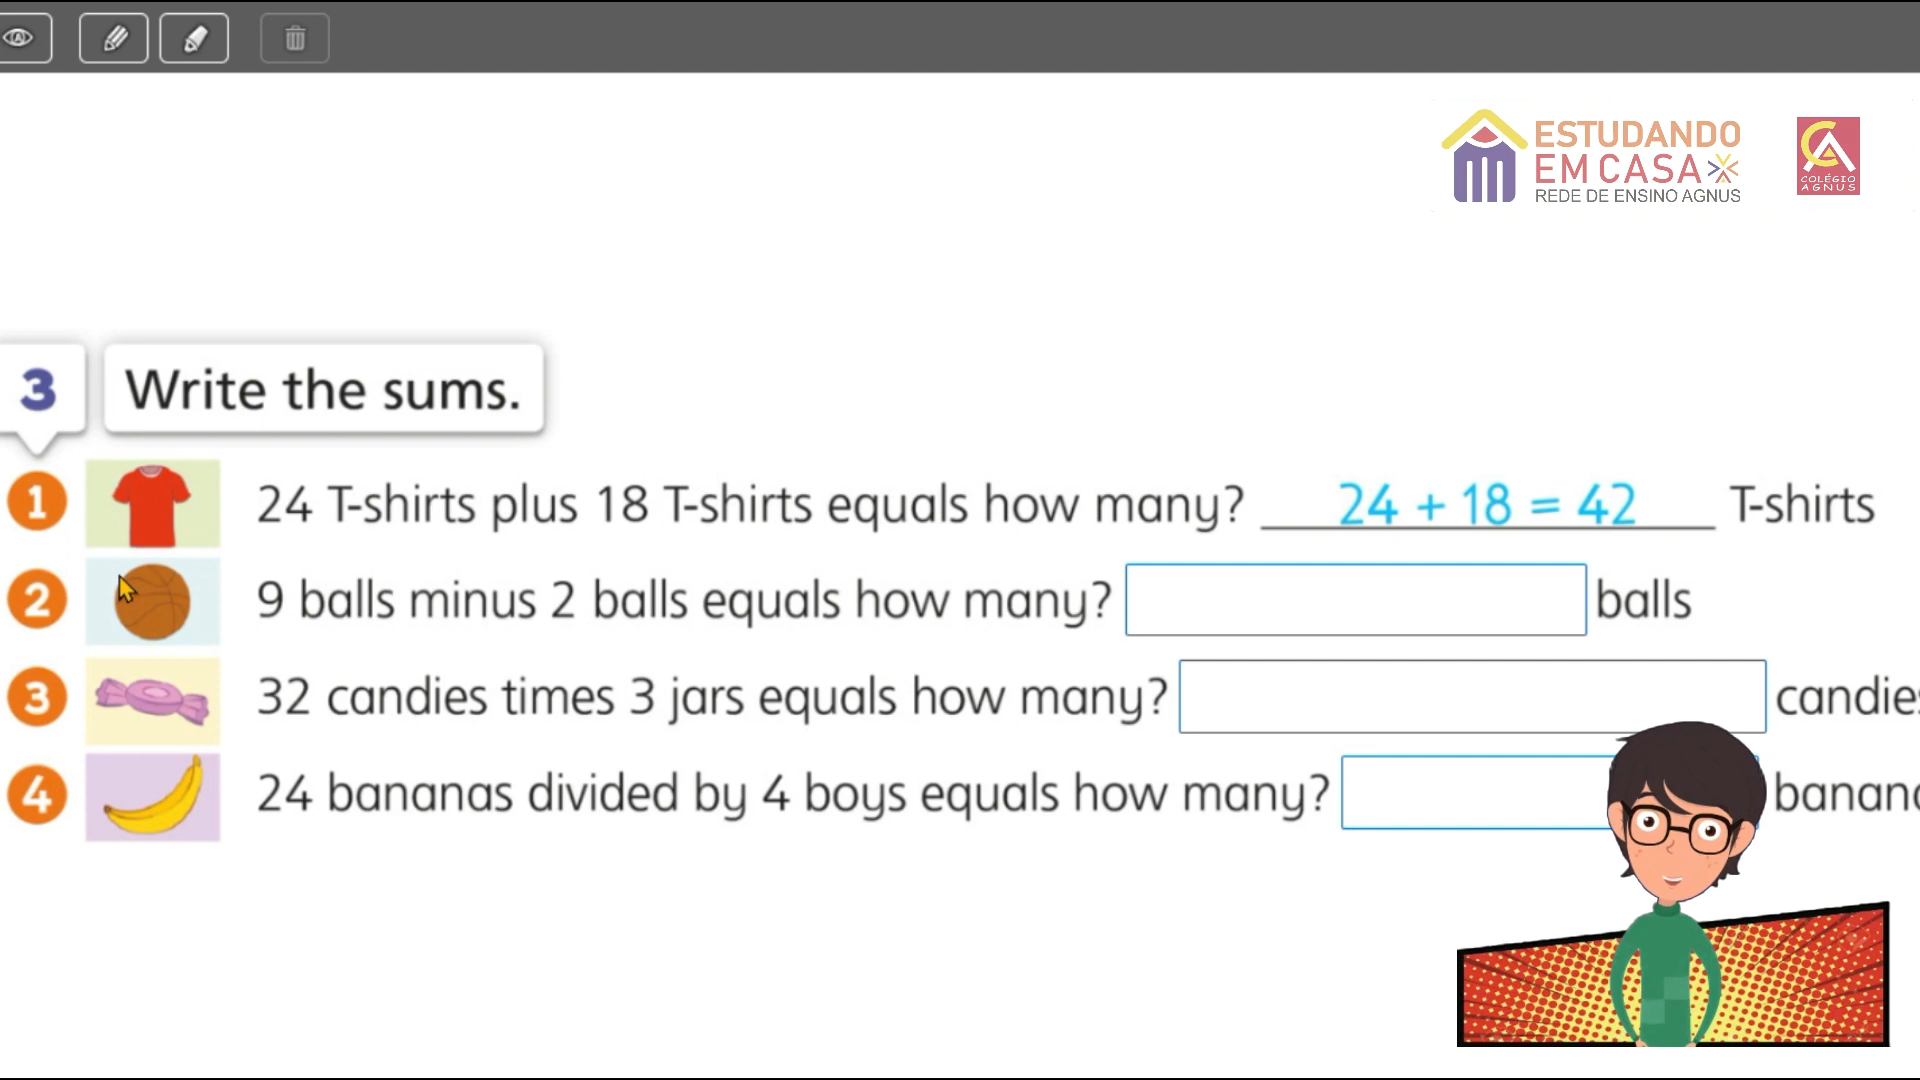 ESTUDANDO
EM CASA
REDE DE ENSINO AGNUS
COLÉGIO
AGNUS
3 Write the sums.
1 24 T-shirts plus 18 T-shirts equals how many? 24 + 18 = 42 T-shirts
2 9 balls minus 2 balls equals how many? balls
3 32 candies times 3 jars equals how many? candies
4 24 bananas divided by 4 boys equals how many? banana